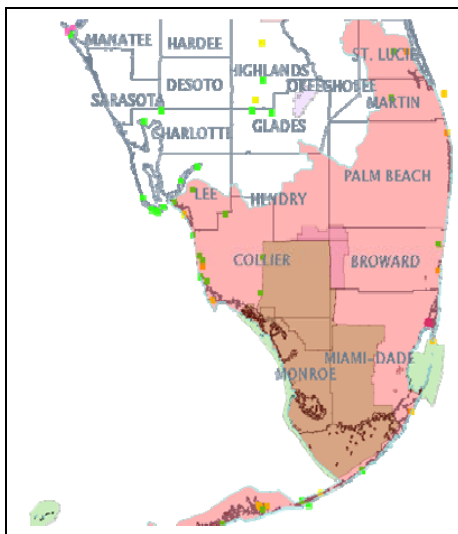 MANATEE
HARDEE
ST. LUCIE
HIGHLANDS
DESOTO
OKEECHOBEE
MARTIN
SARASOTA
GLADES
CHARLOTTE
PALM BEACH
LEE
HENDRY
COLLIER
BROWARD
MIAMI-DADE
MONROE